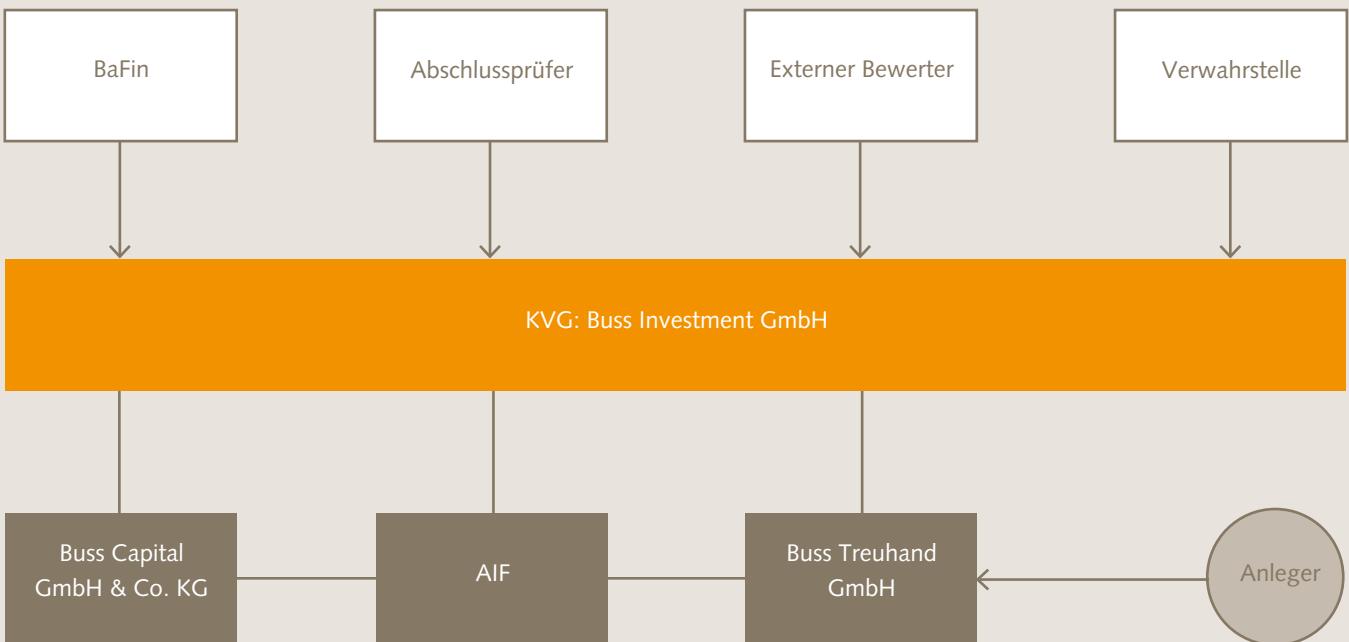 BaFin
Abschlussprüfer
Externer Bewerter
Verwahrstelle
KVG: Buss Investment GmbH
Buss Capital
GmbH & Co. KG
AIF
Buss Treuhand
GmbH
Anleger